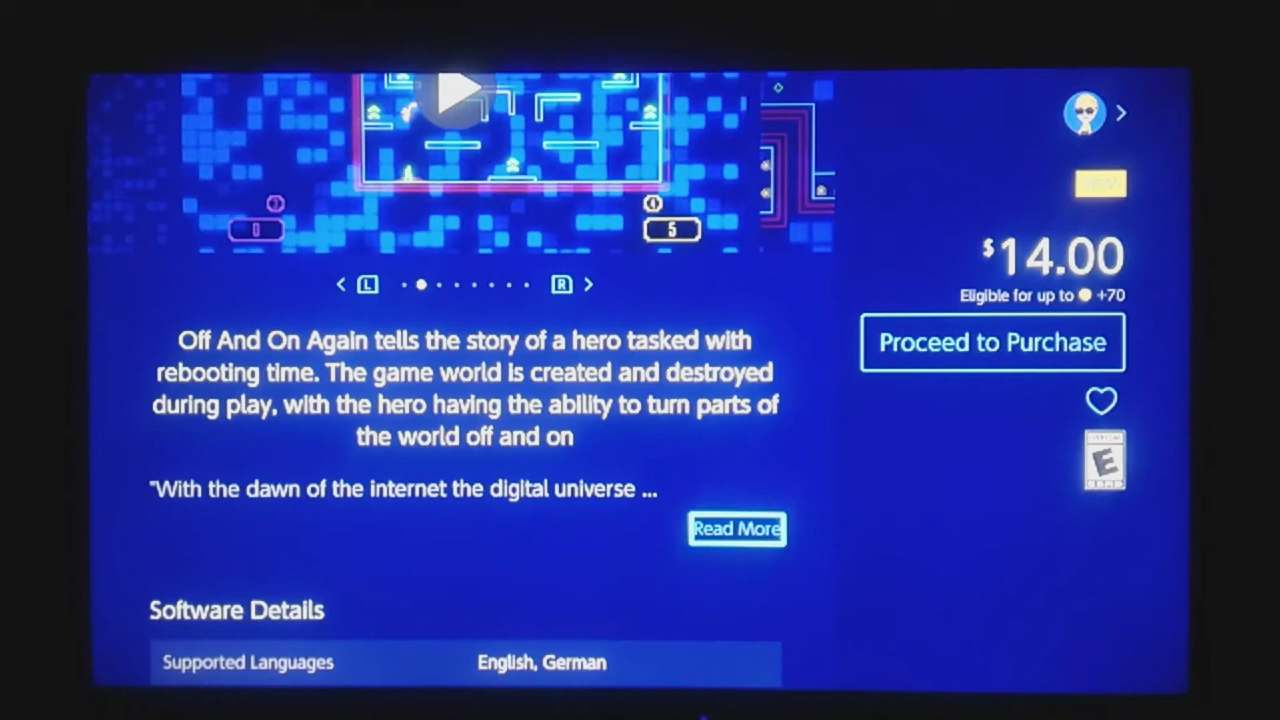 0
5
L
R
Off And On Again tells the story of a hero tasked with
rebooting time. The game world is created and destroyed
during play, with the hero having the ability to turn parts of
the world off and on
"With the dawn of the internet the digital universe ...
Read More
Software Details
Supported Languages English, German
$14.00
Eligible for up to +70
Proceed to Purchase
E